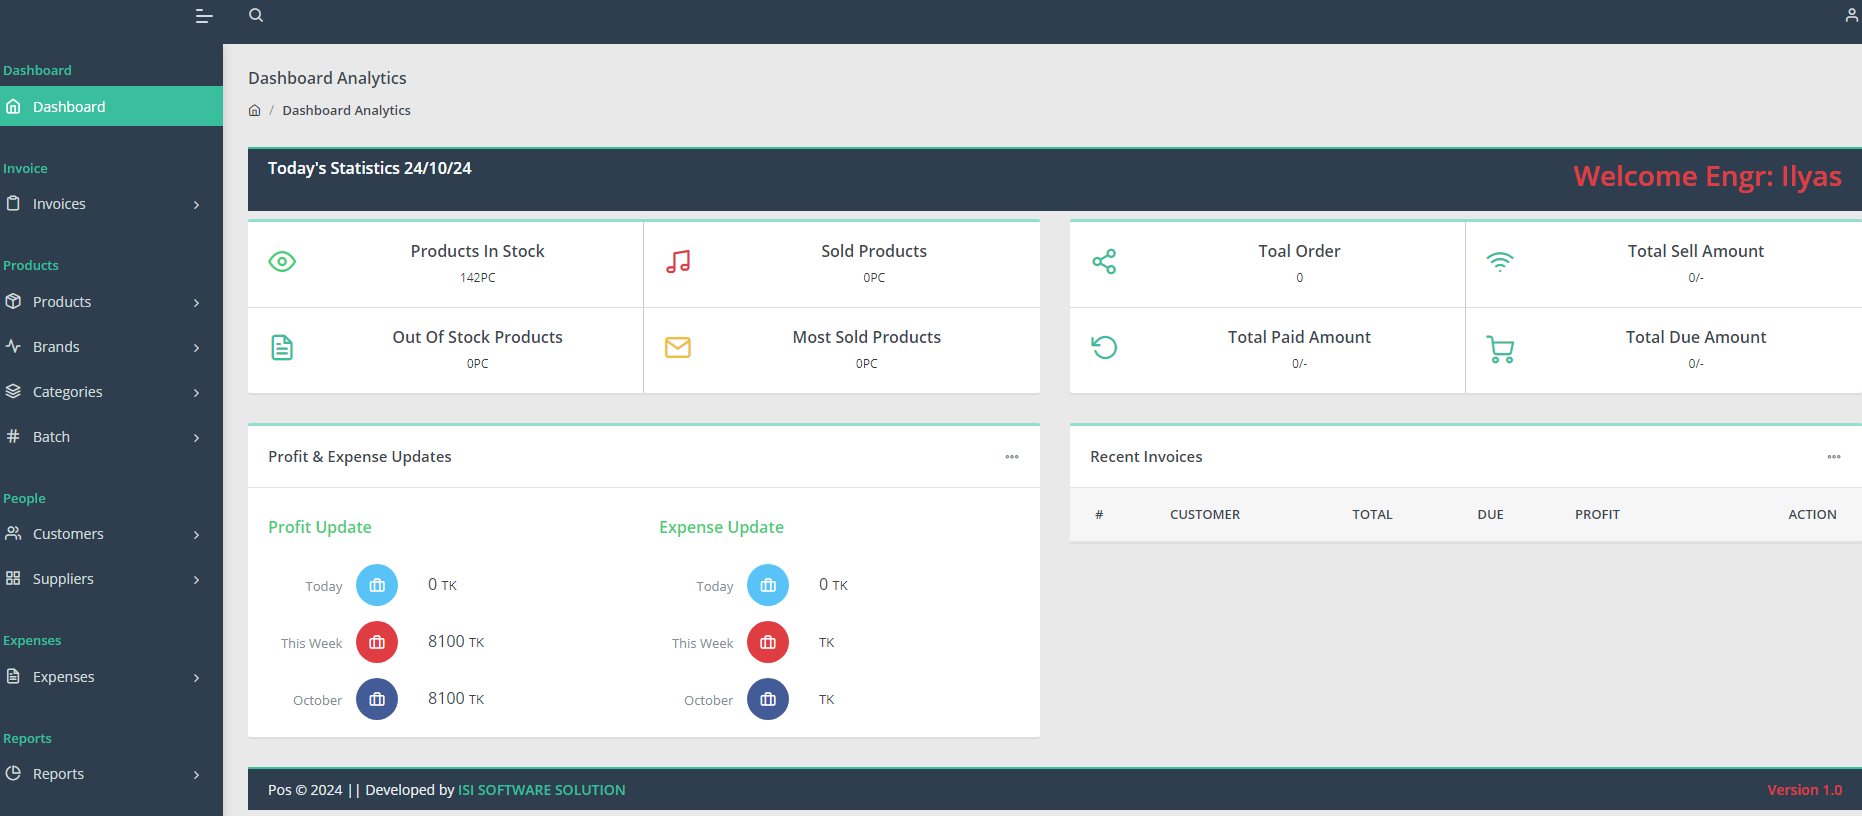 Dashboard
Dashboard
Invoice
Invoices
Products
Products
Brands
Categories
Batch
People
Customers
Suppliers
Expenses
Expenses
Reports
Reports
Dashboard Analytics
/ Dashboard Analytics
Today's Statistics 24/10/24
Welcome Engr: Ilyas
Products In Stock
142PC
Sold Products
0PC
Out Of Stock Products
0PC
Most Sold Products
0PC
Toal Order
0
Total Sell Amount
0/-
Total Paid Amount
0/-
Total Due Amount
0/-
Profit & Expense Updates
Profit Update
Today 0 TK
This Week 8100 TK
October 8100 TK
Expense Update
Today 0 TK
This Week TK
October TK
Recent Invoices
# CUSTOMER TOTAL DUE PROFIT ACTION
Pos © 2024 || Developed by ISI SOFTWARE SOLUTION
Version 1.0